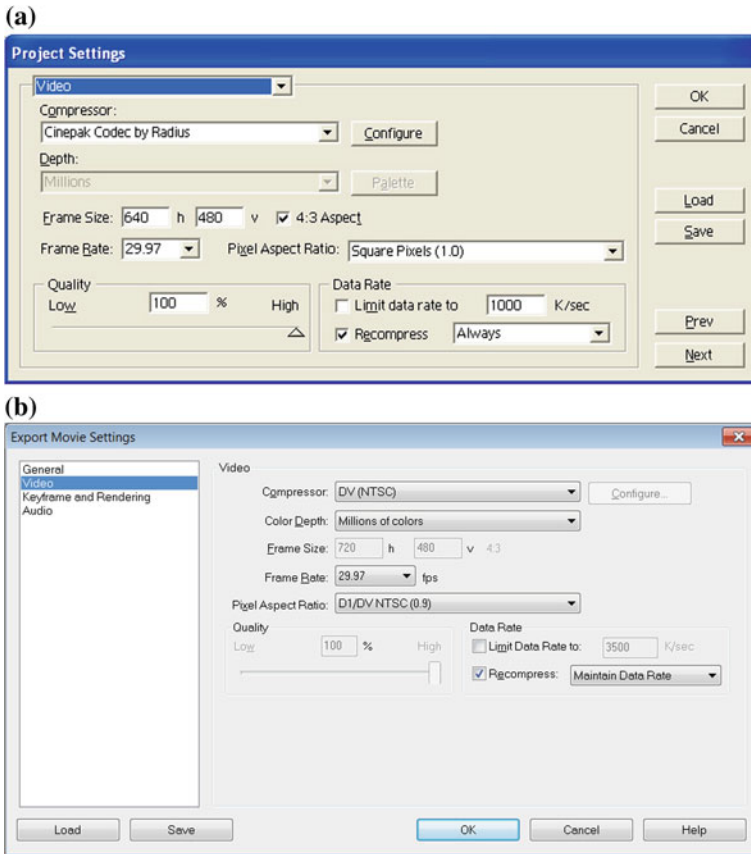 (a)
Project Settings
Video
Compressor:
Cinepak Codec by Radius
Configure
Depth:
Millions
Palette
Frame Size: 640 h 480 v 4:3 Aspect
Frame Rate: 29.97 Pixel Aspect Ratio: Square Pixels (1.0)
Quality
Low 100 % High
Data Rate
Limit data rate to 1000 K/sec
Recompress Always
OK
Cancel
Load
Save
Prev
Next
(b)
Export Movie Settings
General
Video
Keyframe and Rendering
Audio
Video
Compressor: DV (NTSC) Configure...
Color Depth: Millions of colors
Frame Size: 720 h 480 v 4:3
Frame Rate: 29.97 fps
Pixel Aspect Ratio: D1/DV NTSC (0.9)
Quality
Low 100 % High
Data Rate
Limit Data Rate to: 3500 K/sec
Recompress: Maintain Data Rate
Load Save OK Cancel Help